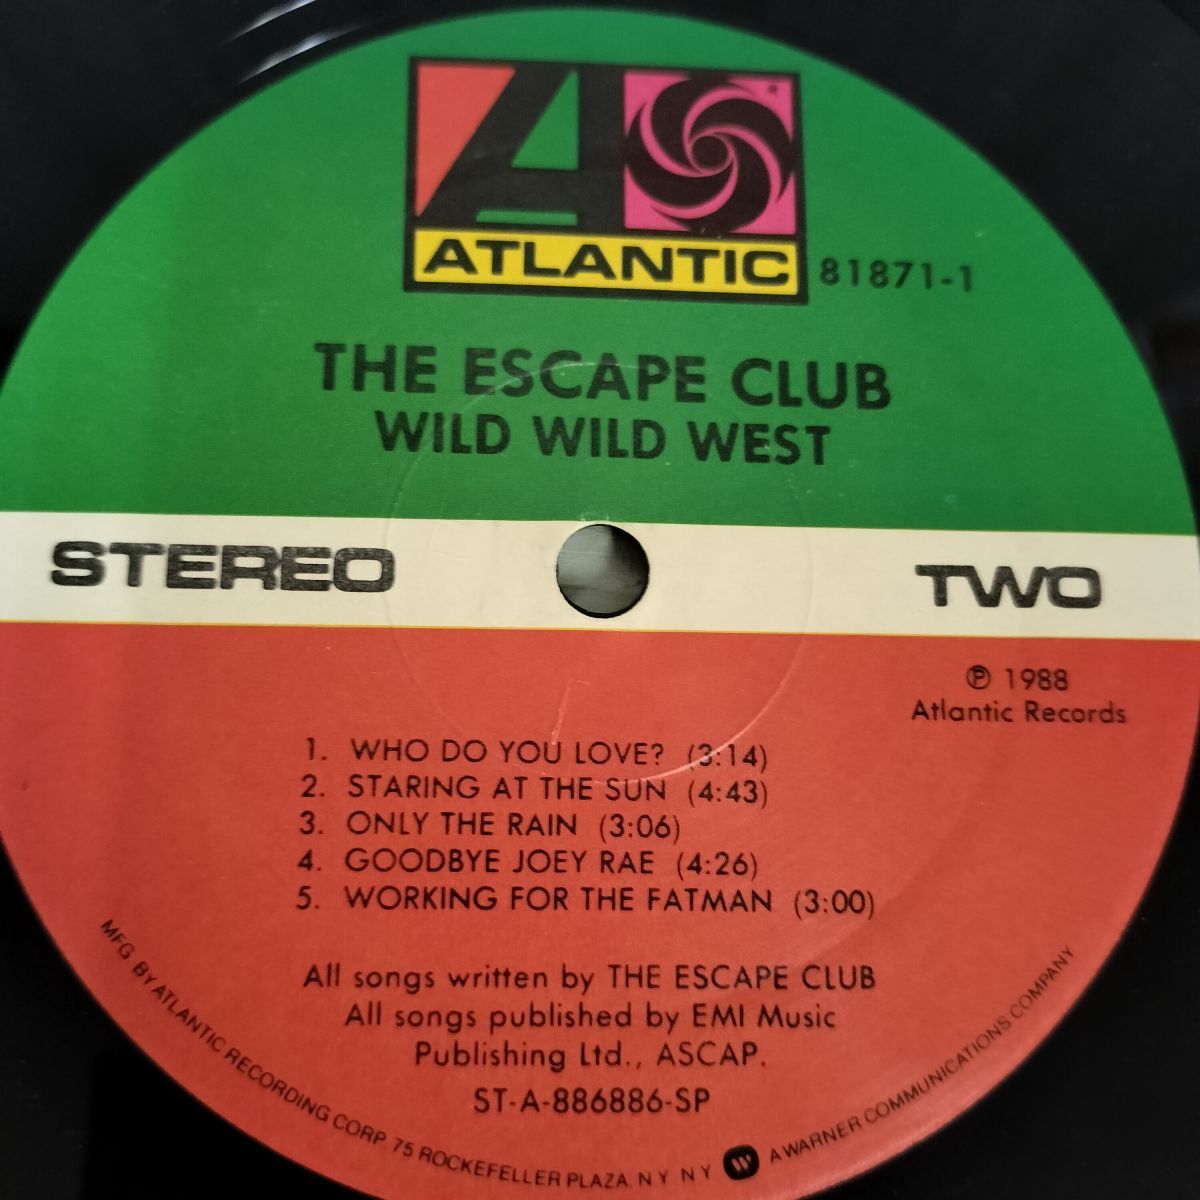 ATLANTIC
81871-1
THE ESCAPE CLUB
WILD WILD WEST
STEREO
TWO
℗ 1988
Atlantic Records
1. WHO DO YOU LOVE? (3:14)
2. STARING AT THE SUN (4:43)
3. ONLY THE RAIN (3:06)
4. GOODBYE JOEY RAE (4:26)
5. WORKING FOR THE FATMAN (3:00)
All songs written by THE ESCAPE CLUB
All songs published by EMI Music
Publishing Ltd., ASCAP.
ST-A-886886-SP
MFG BY ATLANTIC RECORDING CORP. 75 ROCKEFELLER PLAZA. N Y N Y A WARNER COMMUNICATIONS COMPANY